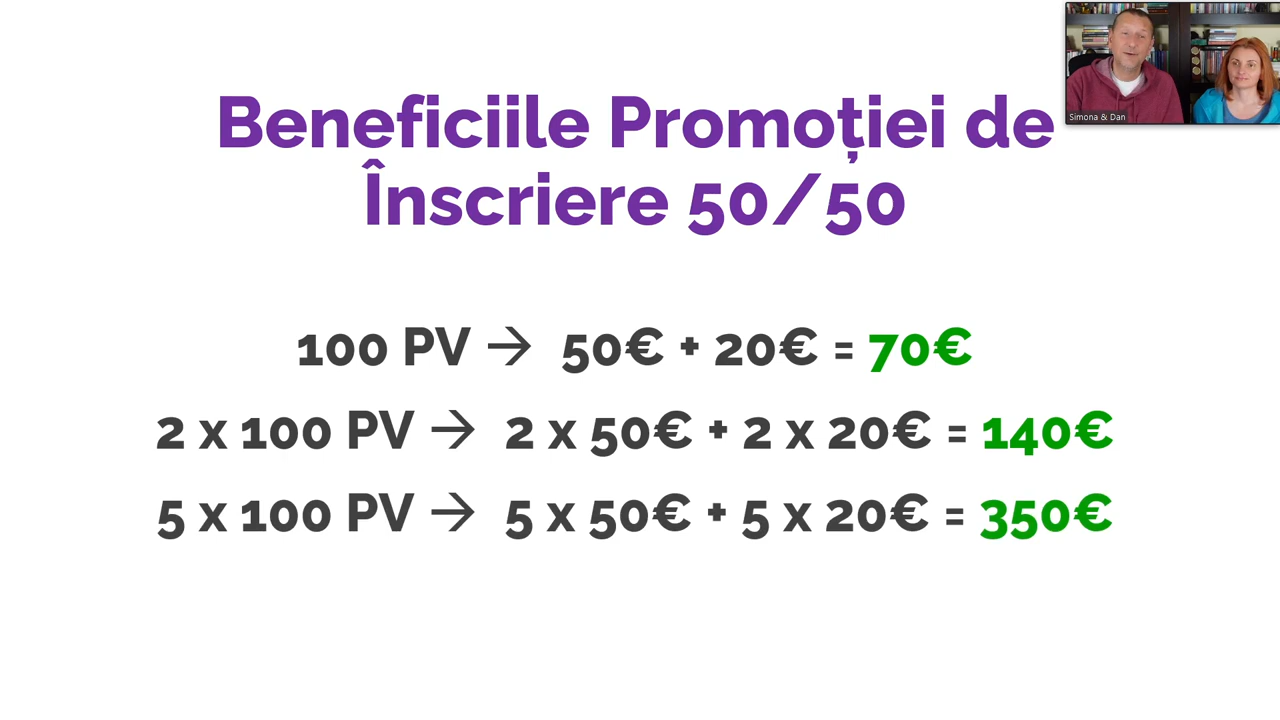 Simona & Dan
Beneficiile Promoției de
Înscriere 50/50
100 PV → 50€ + 20€ = 70€
2 x 100 PV → 2 x 50€ + 2 x 20€ = 140€
5 x 100 PV → 5 x 50€ + 5 x 20€ = 350€